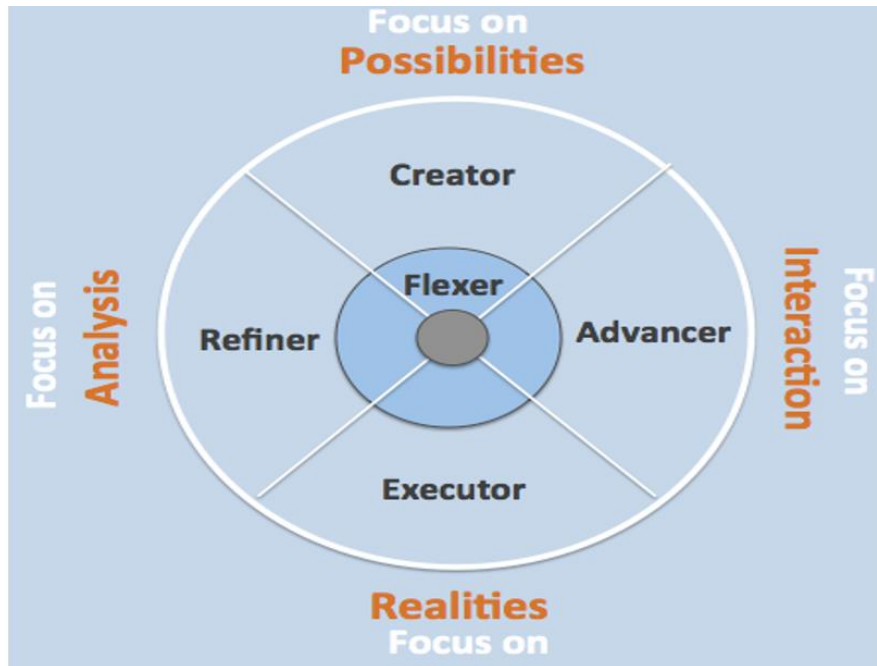 Focus on
Possibilities
Creator
Flexer
Focus on
Analysis
Refiner
Advancer
Interaction
Focus on
Executor
Realities
Focus on